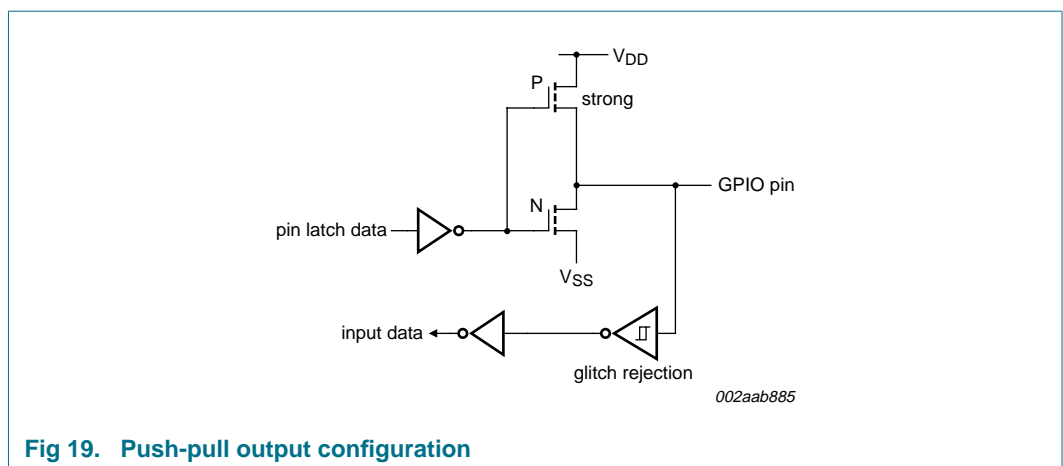 VDD
P
strong
GPIO pin
N
pin latch data
VSS
input data
glitch rejection
002aab885
Fig 19. Push-pull output configuration